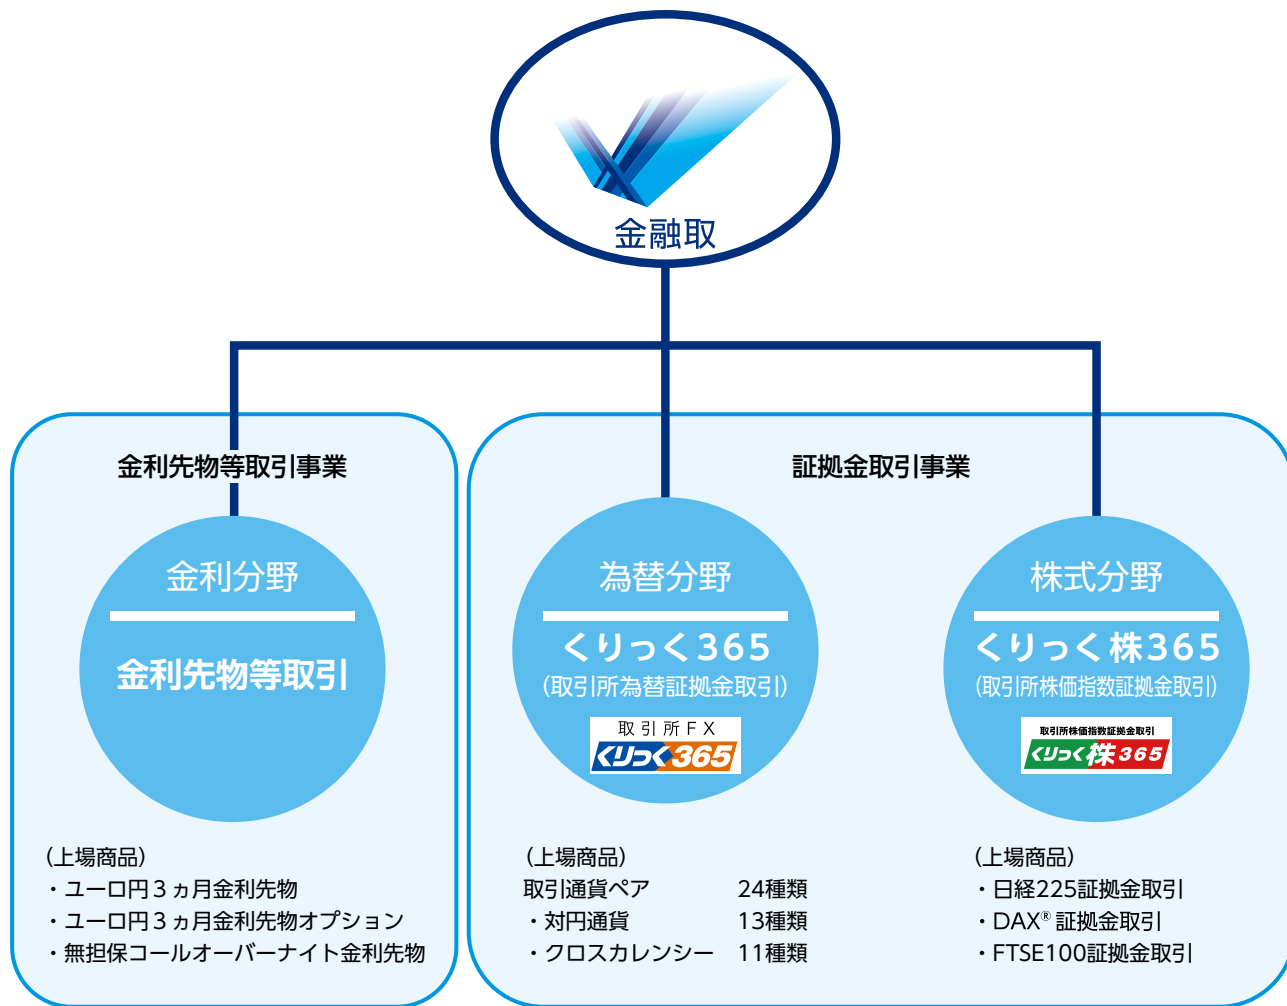 金融取
金利先物等取引事業
金利分野
金利先物等取引
(上場商品)
・ユーロ円3ヵ月金利先物
・ユーロ円3ヵ月金利先物オプション
・無担保コールオーバーナイト金利先物
証拠金取引事業
為替分野
くりっく365
(取引所為替証拠金取引)
取引所FX
くりっく365
(上場商品)
取引通貨ペア 24種類
・対円通貨 13種類
・クロスカレンシー 11種類
株式分野
くりっく株365
(取引所株価指数証拠金取引)
取引所株価指数証拠金取引
くりっく株365
(上場商品)
・日経225証拠金取引
・DAX®証拠金取引
・FTSE100証拠金取引